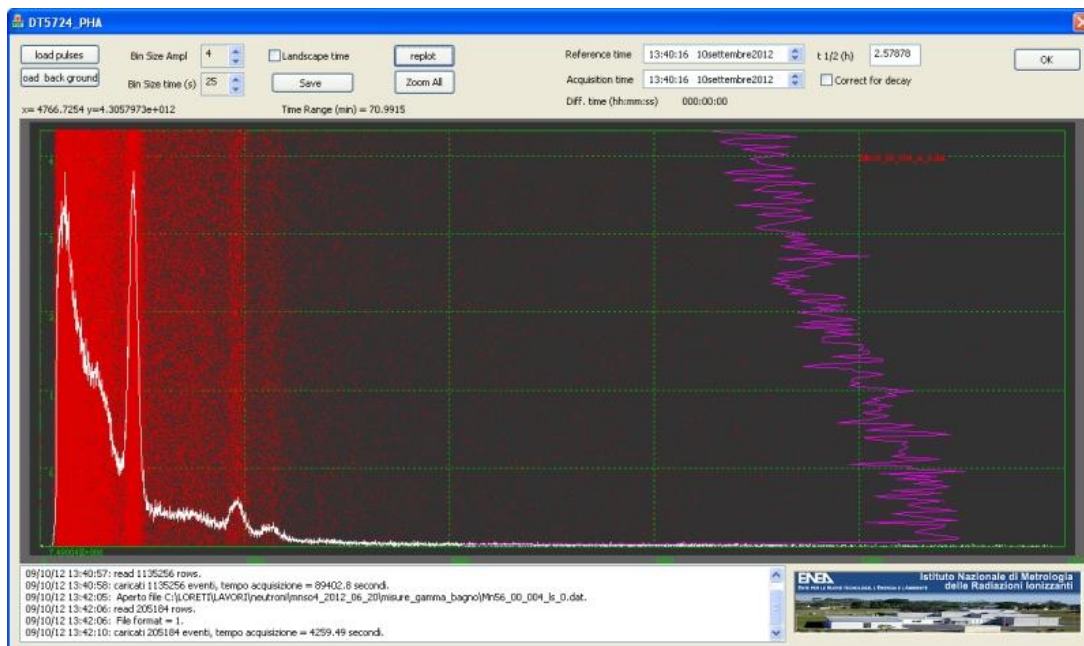 DT5724_PHA
load pulses
Bin Size Ampl 4
Landscape time
replot
Reference time 13:40:16 10settembre2012
t 1/2 (h) 2.57878
OK
oad back ground
Bin Size time (s) 25
Save
Zoom All
Acquisition time 13:40:16 10settembre2012
Correct for decay
x= 4766.7254 y=4.3057973e+012
Time Range (min) = 70.9915
Diff. time (hh:mm:ss) 000:00:00
09/10/12 13:40:57: read 1135256 rows.
09/10/12 13:40:58: caricati 1135256 eventi, tempo acquisizione = 89402.8 secondi.
09/10/12 13:42:05: Aperto file C:\LORETI\LAVORI\neutroni\mnso4_2012_06_20\misure_gamma_bagno\Mn56_00_004_ls_0.dat.
09/10/12 13:42:06: read 205184 rows.
09/10/12 13:42:06: File format = 1.
09/10/12 13:42:10: caricati 205184 eventi, tempo acquisizione = 4259.49 secondi.
ENEA
Istituto Nazionale di Metrologia
delle Radiazioni Ionizzanti